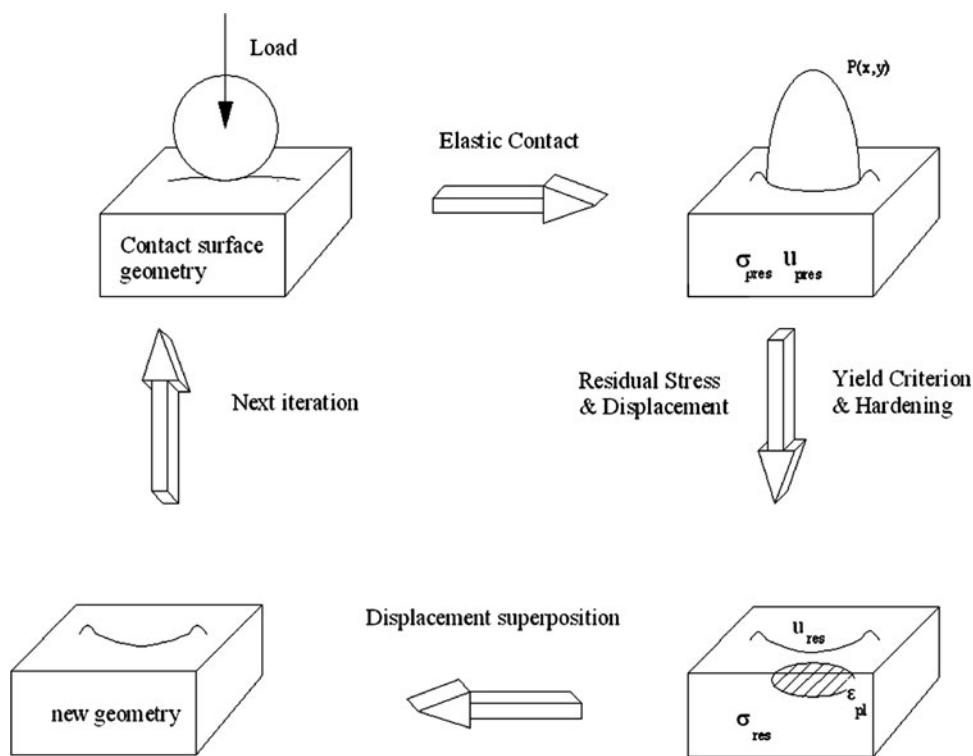 Load
P(x,y)
Elastic Contact
Contact surface
geometry
σpres upres
Next iteration
Residual Stress
& Displacement
Yield Criterion
& Hardening
Displacement superposition
ures
εpl
σres
new geometry